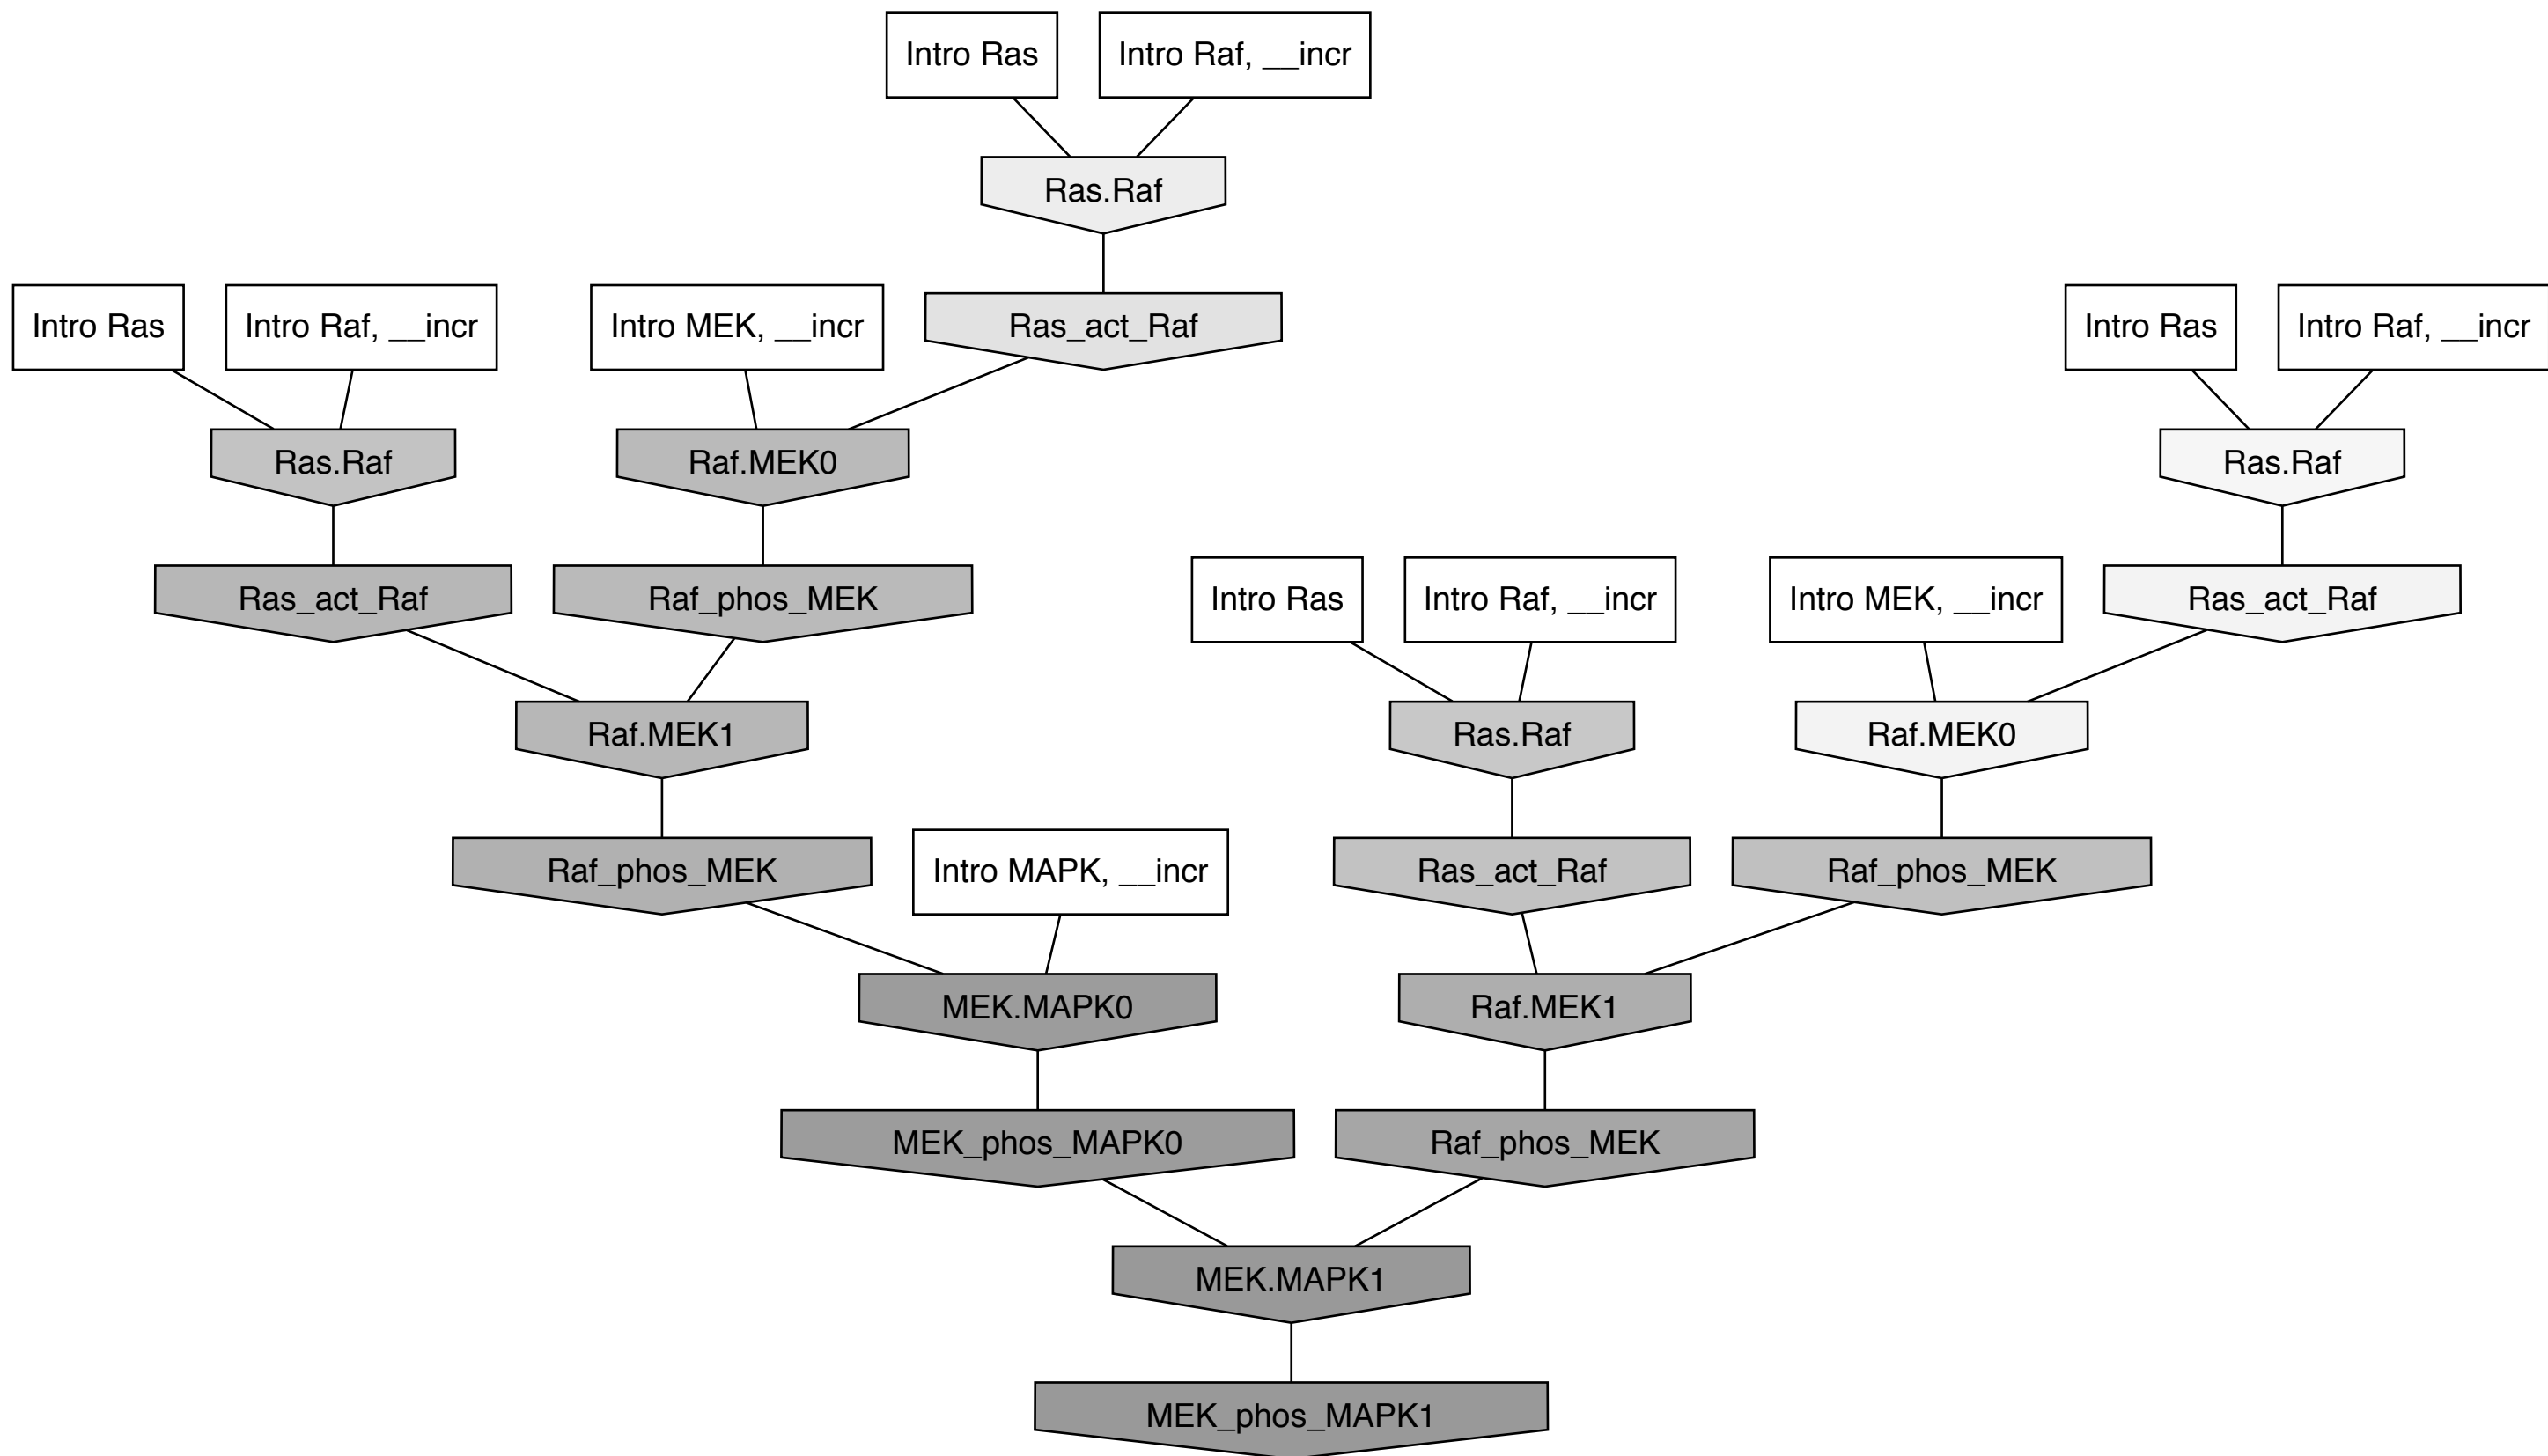 Intro Ras
Intro Raf, __incr
Ras.Raf
Intro Ras
Intro Raf, __incr
Intro MEK, __incr
Ras_act_Raf
Intro Ras
Intro Raf, __incr
Ras.Raf
Raf.MEK0
Ras.Raf
Ras_act_Raf
Raf_phos_MEK
Intro Ras
Intro Raf, __incr
Intro MEK, __incr
Ras_act_Raf
Raf.MEK1
Ras.Raf
Raf.MEK0
Raf_phos_MEK
Intro MAPK, __incr
Ras_act_Raf
Raf_phos_MEK
MEK.MAPK0
Raf.MEK1
MEK_phos_MAPK0
Raf_phos_MEK
MEK.MAPK1
MEK_phos_MAPK1